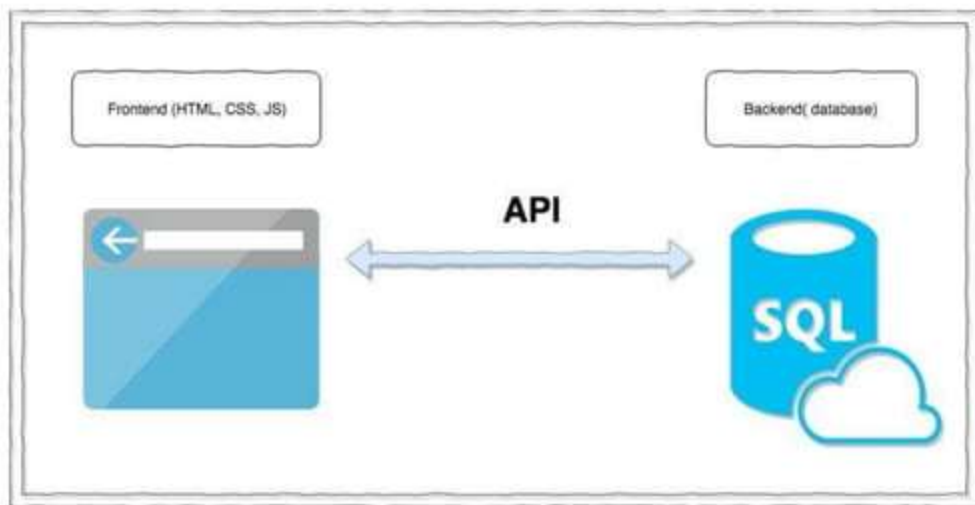 Frontend (HTML, CSS, JS)
Backend( database)
API
SQL